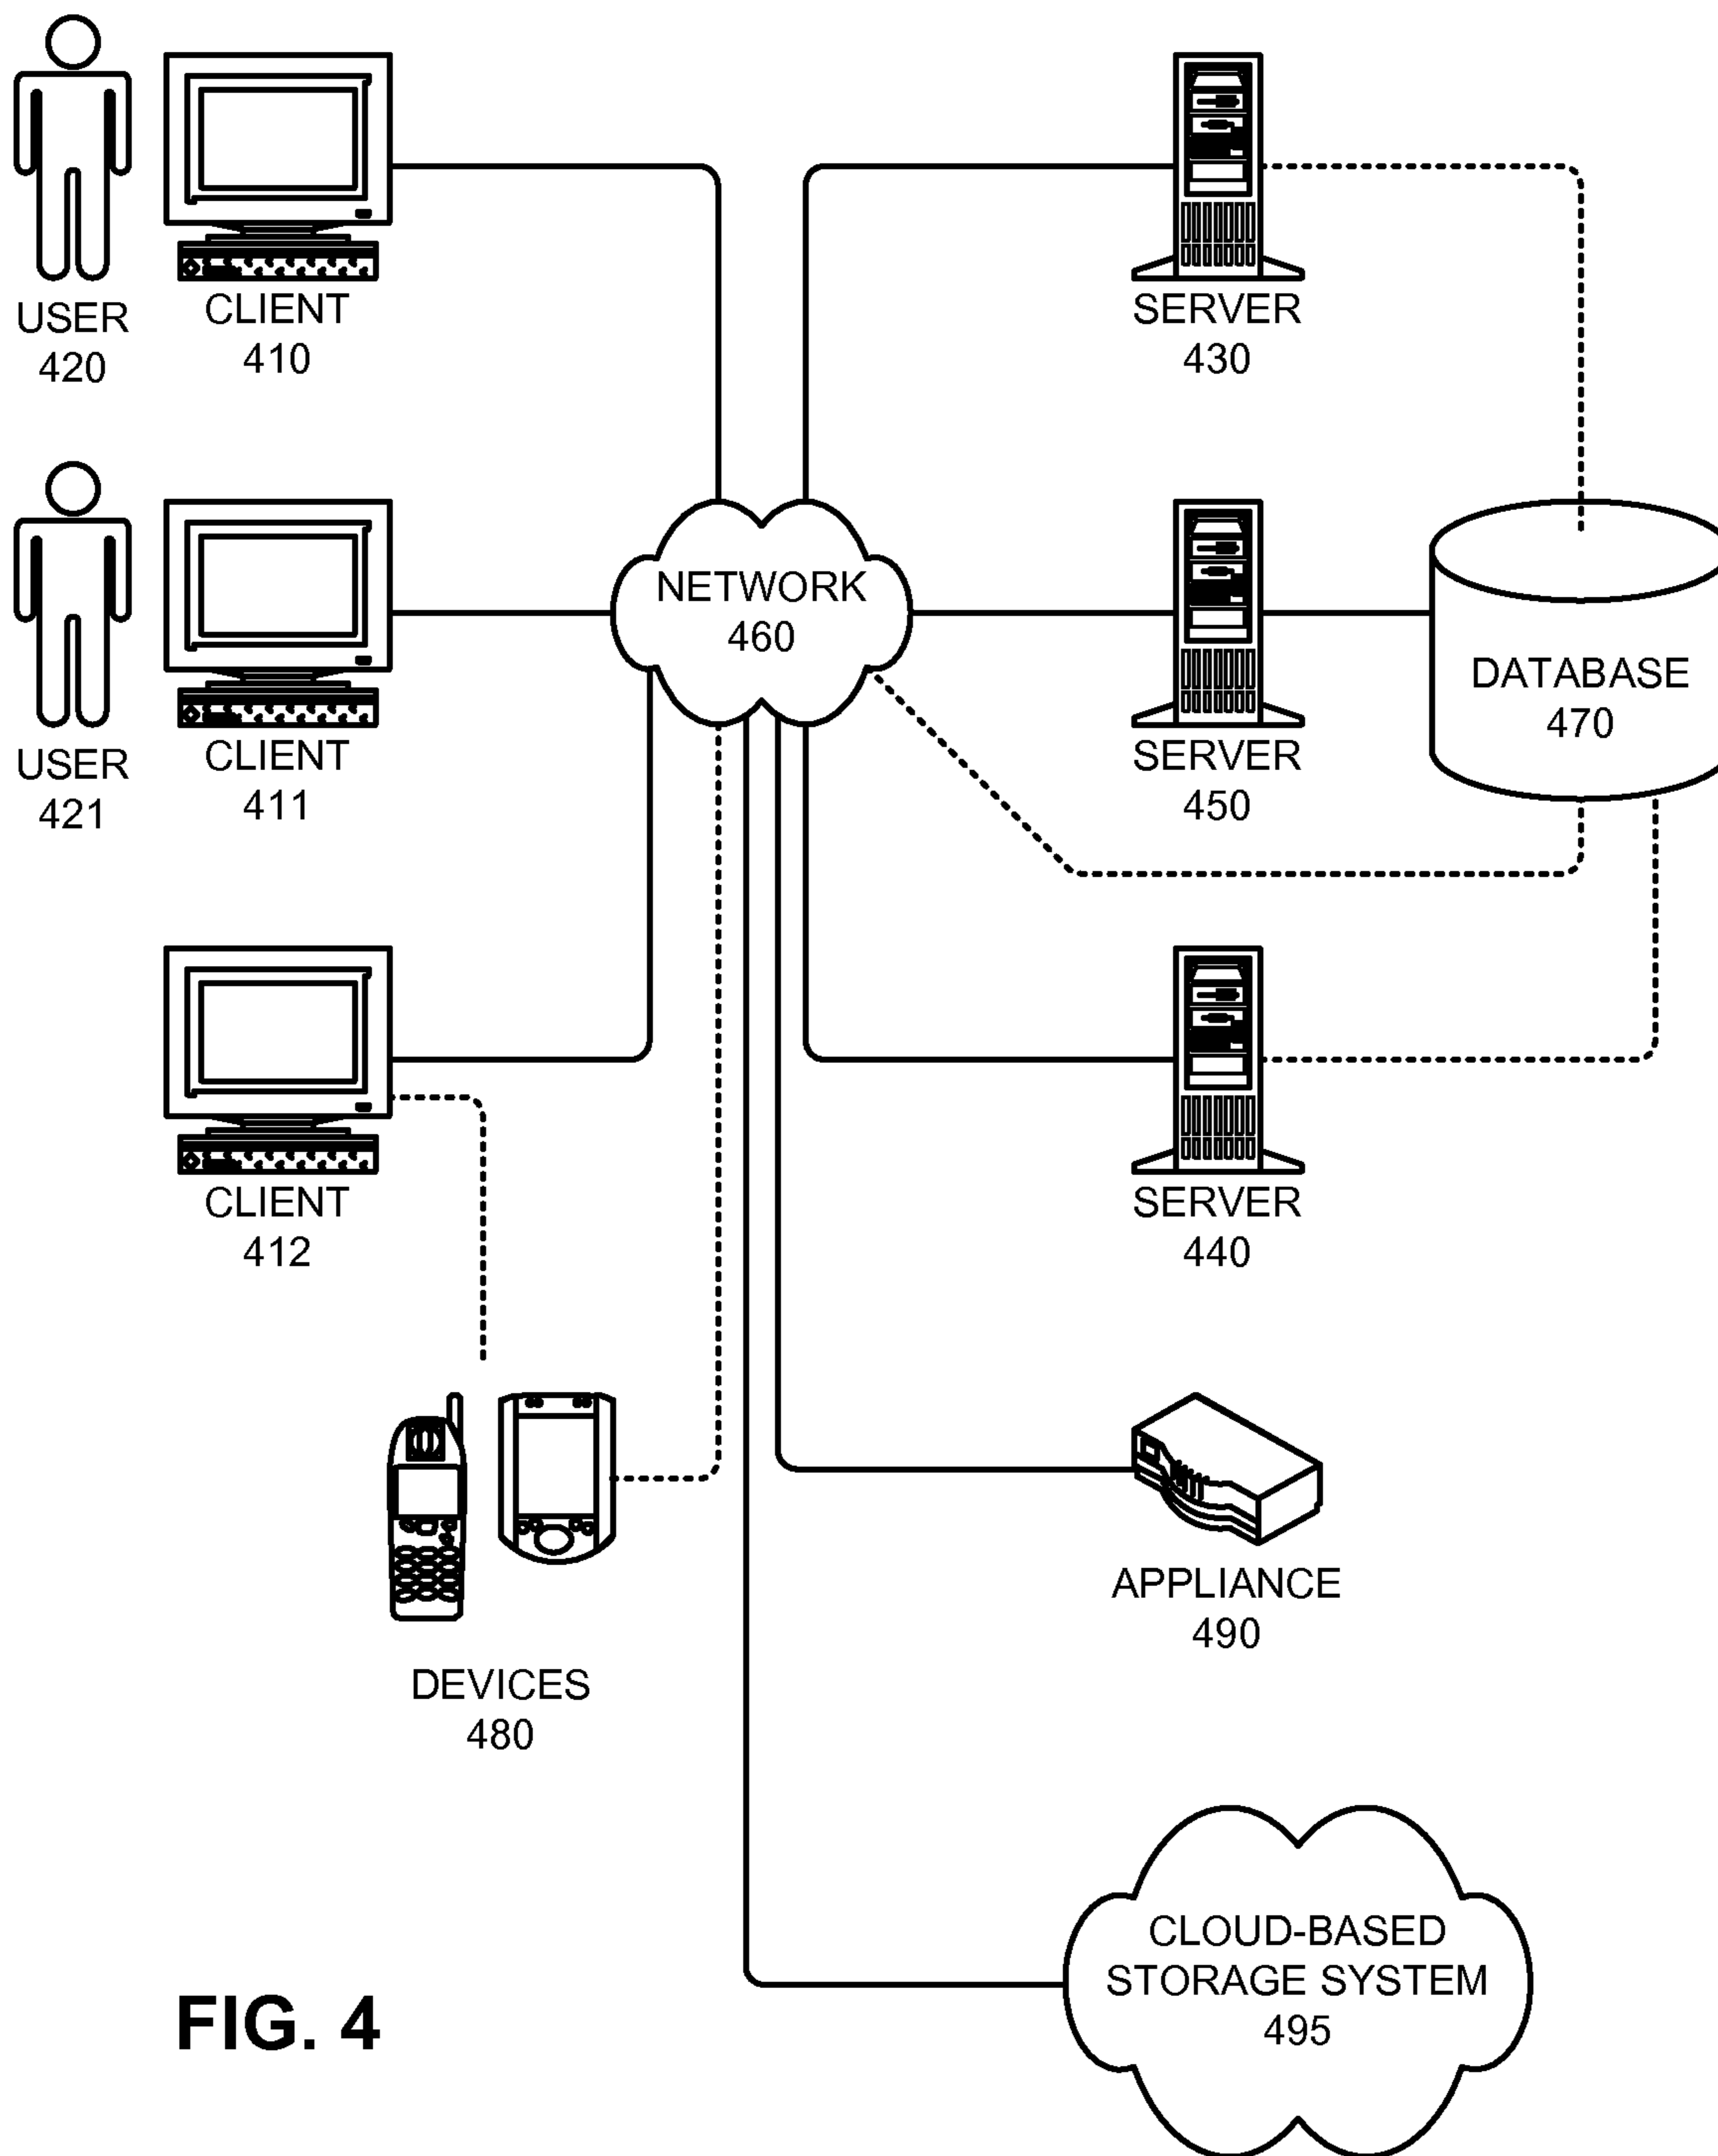 USER
420
CLIENT
410
SERVER
430
USER
421
CLIENT
411
NETWORK
460
SERVER
450
DATABASE
470
CLIENT
412
SERVER
440
DEVICES
480
APPLIANCE
490
CLOUD-BASED
STORAGE SYSTEM
495
FIG. 4